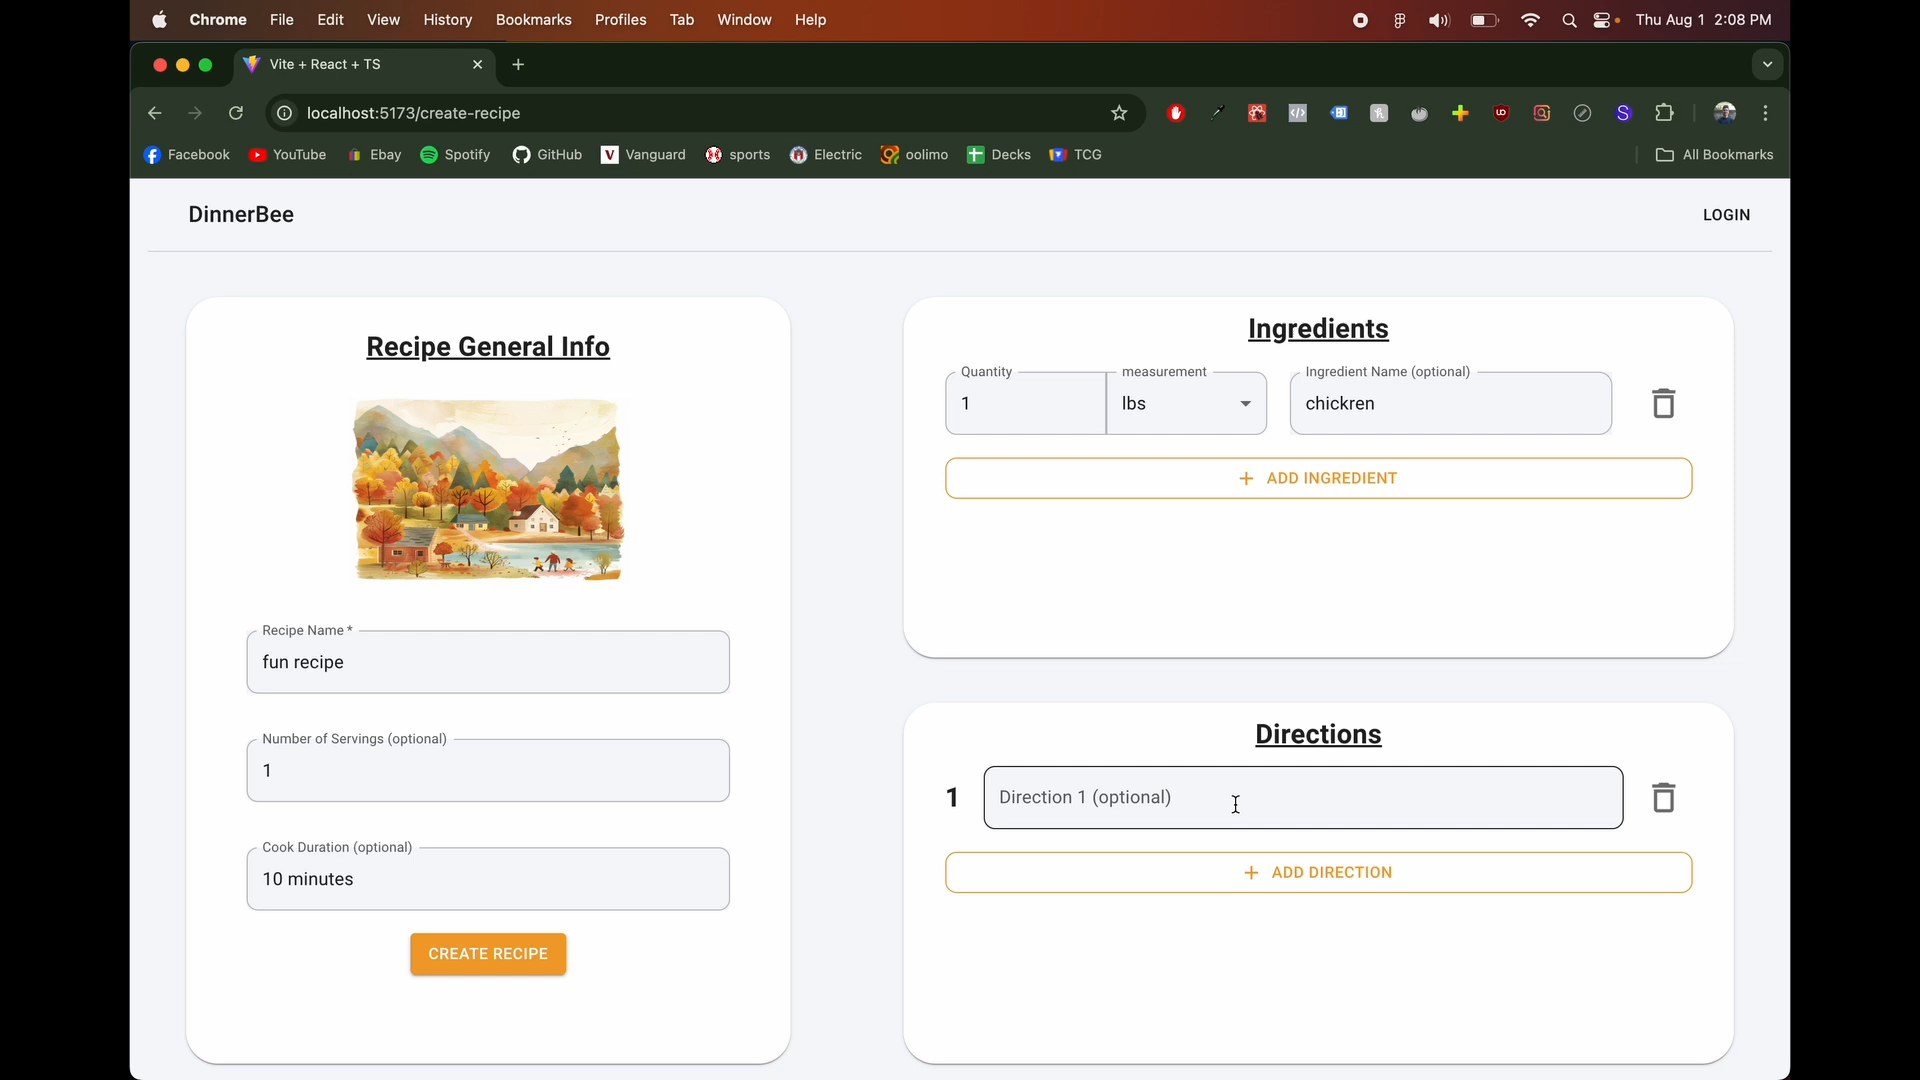 Chrome File Edit View History Bookmarks Profiles Tab Window Help Thu Aug 1 2:08 PM
Vite + React + TS
localhost:5173/create-recipe
Facebook YouTube Ebay Spotify GitHub Vanguard sports Electric oolimo Decks TCG All Bookmarks
DinnerBee LOGIN
Recipe General Info
Recipe Name *
fun recipe
Number of Servings (optional)
1
Cook Duration (optional)
10 minutes
CREATE RECIPE
Ingredients
Quantity measurement Ingredient Name (optional)
1 lbs chickren
+ ADD INGREDIENT
Directions
1 Direction 1 (optional)
+ ADD DIRECTION